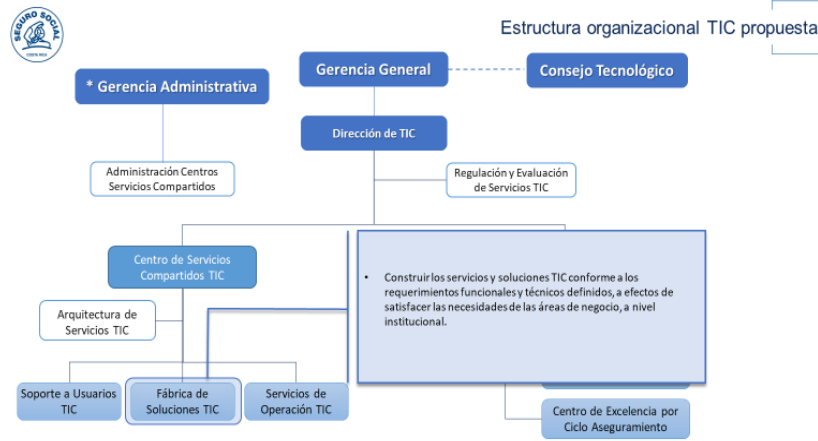 SEGURO SOCIAL
COSTA RICA
Estructura organizacional TIC propuesta
Gerencia General
Consejo Tecnológico
* Gerencia Administrativa
Dirección de TIC
Administración Centros
Servicios Compartidos
Regulación y Evaluación
de Servicios TIC
Centro de Servicios
Compartidos TIC
• Construir los servicios y soluciones TIC conforme a los
requerimientos funcionales y técnicos definidos, a efectos de
satisfacer las necesidades de las áreas de negocio, a nivel
institucional.
Arquitectura de
Servicios TIC
Soporte a Usuarios
TIC
Fábrica de
Soluciones TIC
Servicios de
Operación TIC
Centro de Excelencia por
Ciclo Aseguramiento